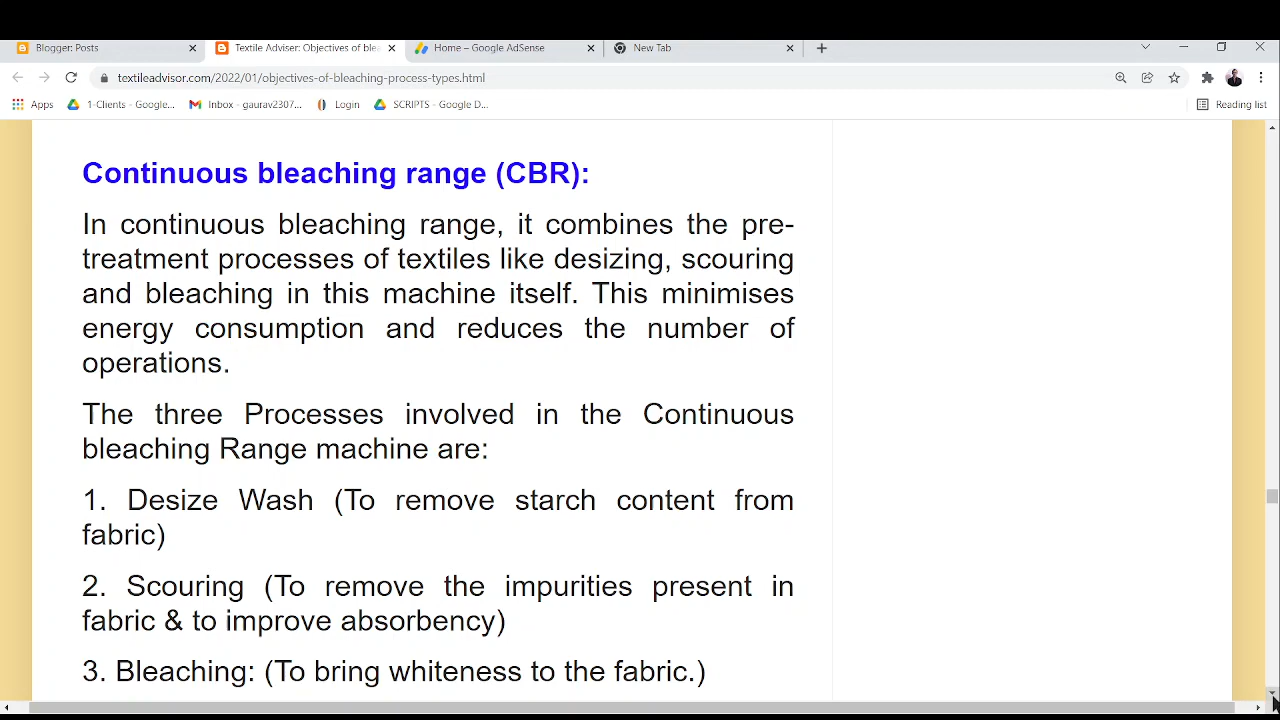 Blogger: Posts
Textile Adviser: Objectives of ble
Home – Google AdSense
New Tab
textileadvisor.com/2022/01/objectives-of-bleaching-process-types.html
Apps
1-Clients - Google...
Inbox - gaurav2307...
Login
SCRIPTS - Google D...
Reading list
Continuous bleaching range (CBR):
In continuous bleaching range, it combines the pre-
treatment processes of textiles like desizing, scouring
and bleaching in this machine itself. This minimises
energy consumption and reduces the number of
operations.
The three Processes involved in the Continuous
bleaching Range machine are:
1. Desize Wash (To remove starch content from
fabric)
2. Scouring (To remove the impurities present in
fabric & to improve absorbency)
3. Bleaching: (To bring whiteness to the fabric.)